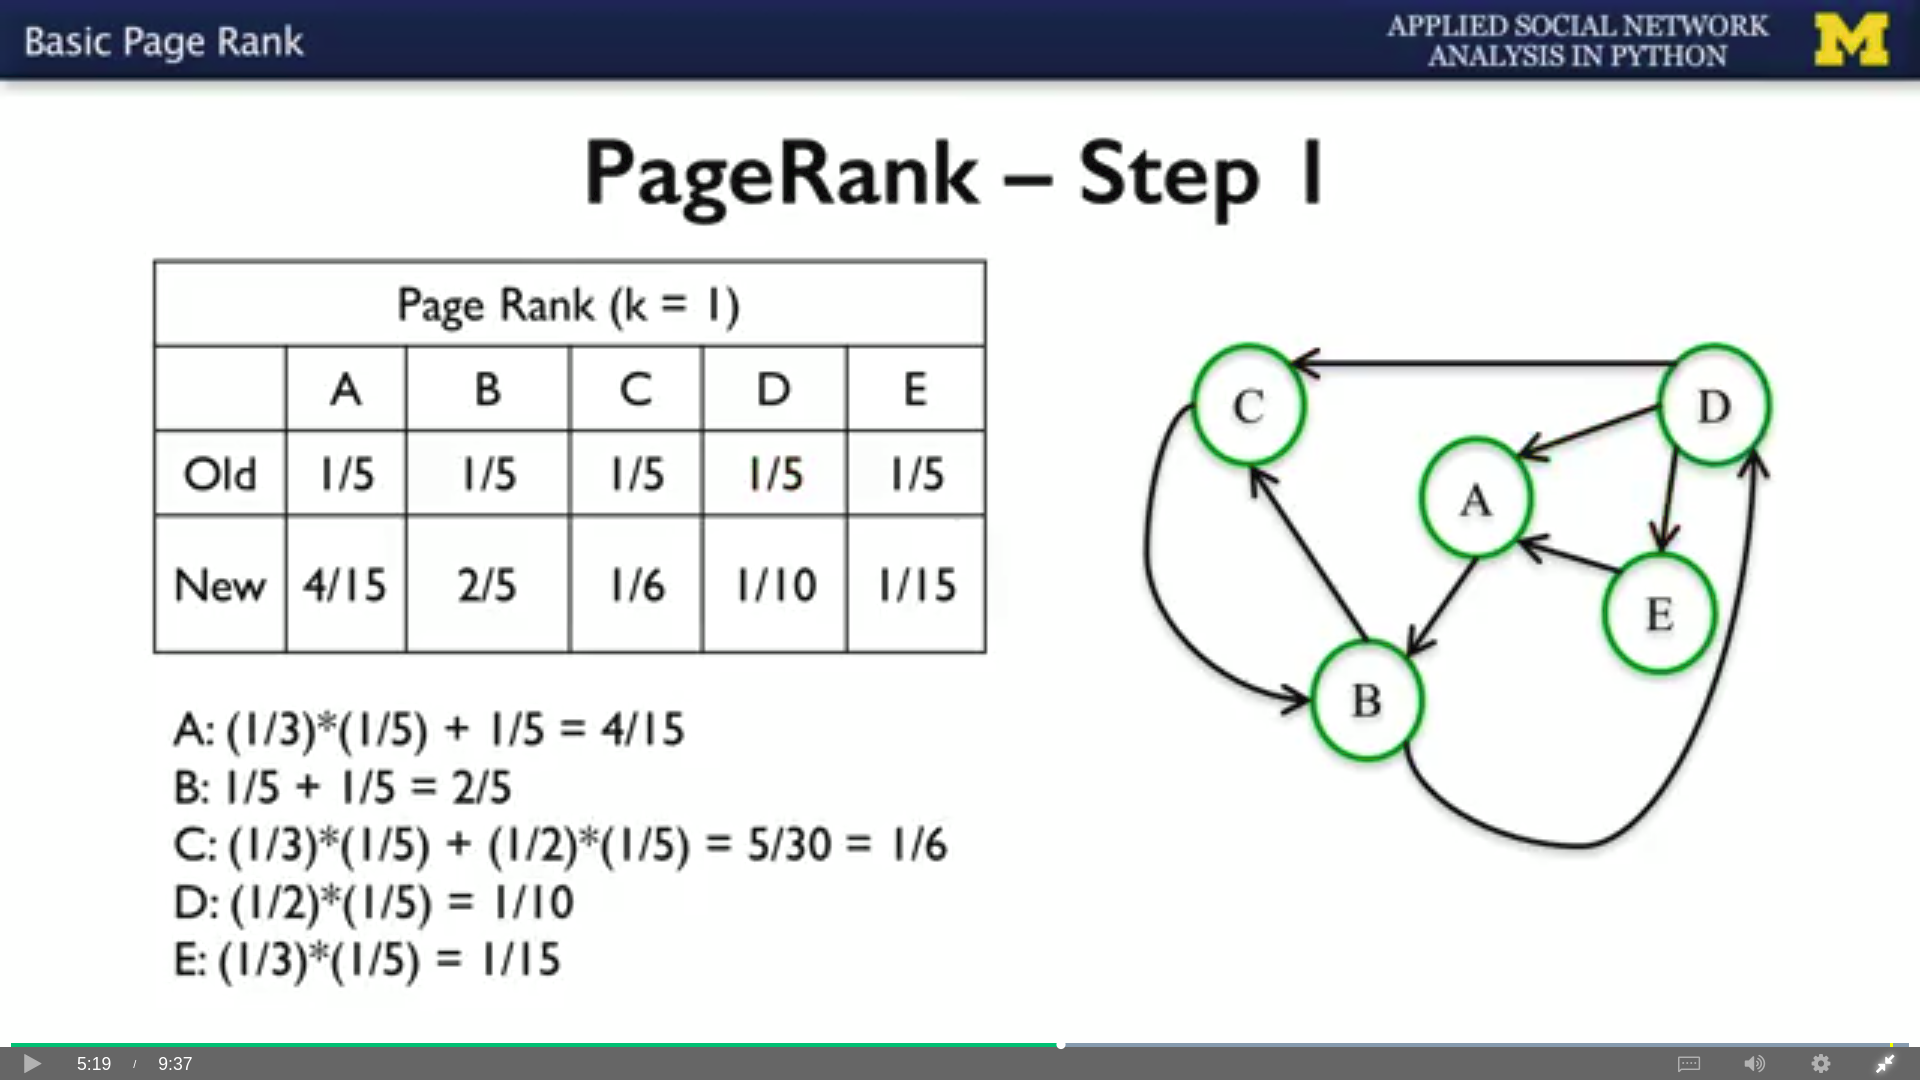 Basic Page Rank
APPLIED SOCIAL NETWORK
ANALYSIS IN PYTHON
M
PageRank – Step 1
Page Rank (k = 1)
A B C D E
Old 1/5 1/5 1/5 1/5 1/5
New 4/15 2/5 1/6 1/10 1/15
A: (1/3)*(1/5) + 1/5 = 4/15
B: 1/5 + 1/5 = 2/5
C: (1/3)*(1/5) + (1/2)*(1/5) = 5/30 = 1/6
D: (1/2)*(1/5) = 1/10
E: (1/3)*(1/5) = 1/15
C
D
A
E
B
5:19 / 9:37